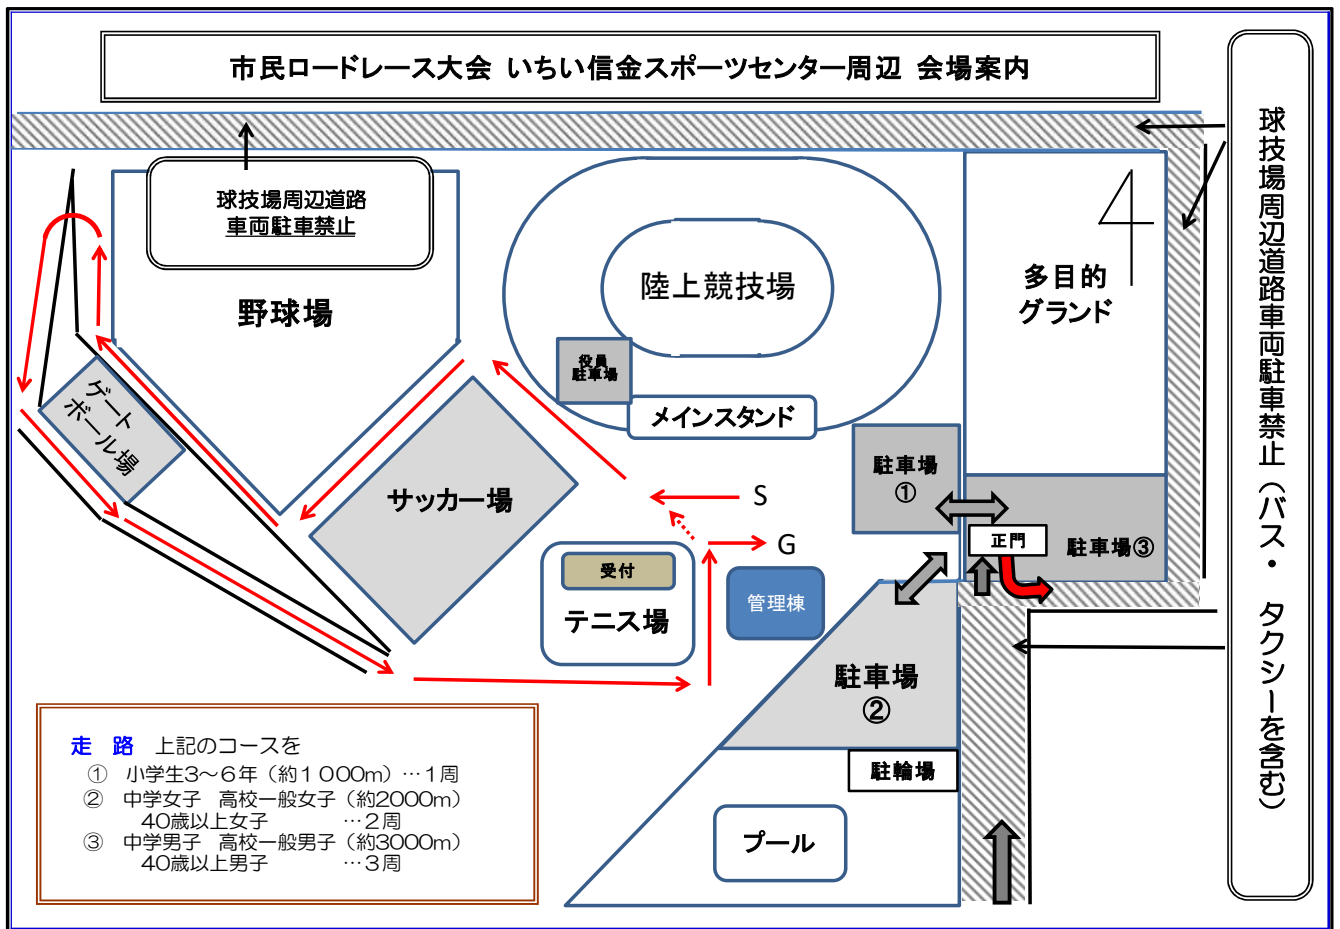 市民ロードレース大会 いちい信金スポーツセンター周辺 会場案内
球技場周辺道路車両駐車禁止（バス・ タクシーを含む）
球技場周辺道路
車両駐車禁止
野球場
陸上競技場
役員
駐車場
メインスタンド
多目的
グランド
ゲート
ボール場
サッカー場
駐車場
①
S
G
正門
駐車場③
受付
テニス場
管理棟
駐車場
②
駐輪場
プール
走 路 上記のコースを
① 小学生3～6年（約１０００m）…１周
② 中学女子 高校一般女子（約2000m）
40歳以上女子 …２周
③ 中学男子 高校一般男子（約3000m）
40歳以上男子 …３周